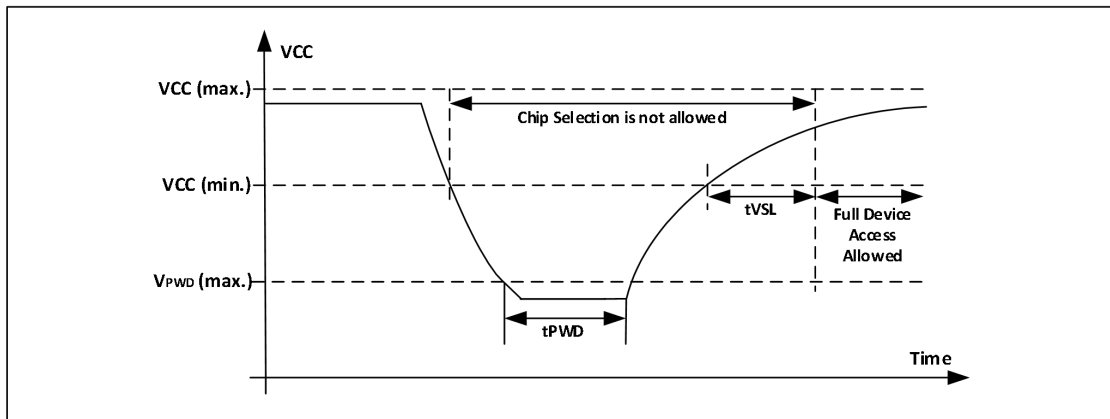 VCC
VCC (max.)
Chip Selection is not allowed
VCC (min.)
tVSL
Full Device
Access
Allowed
VPWD (max.)
tPWD
Time